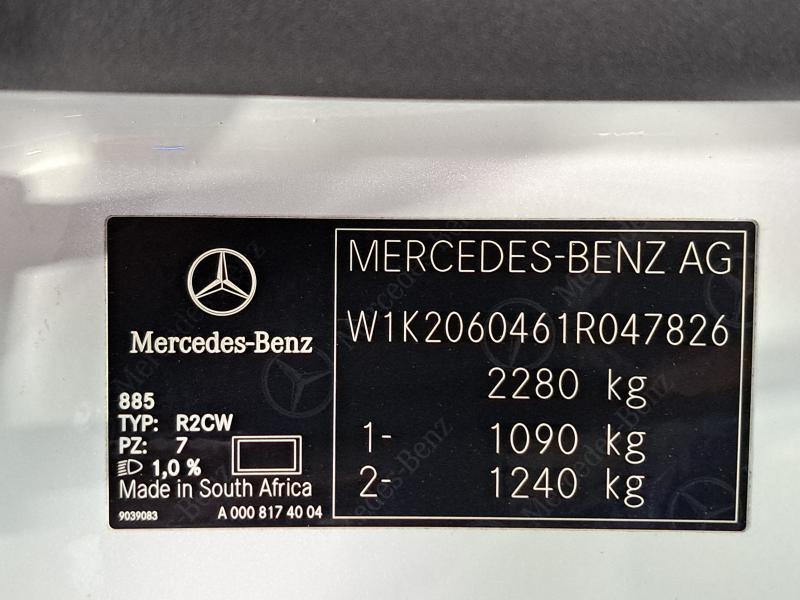 Mercedes-Benz
885
TYP: R2CW
PZ: 7
1,0 %
Made in South Africa
9039083 A 000 817 40 04
MERCEDES-BENZ AG
W1K2060461R047826
2280 kg
1- 1090 kg
2- 1240 kg